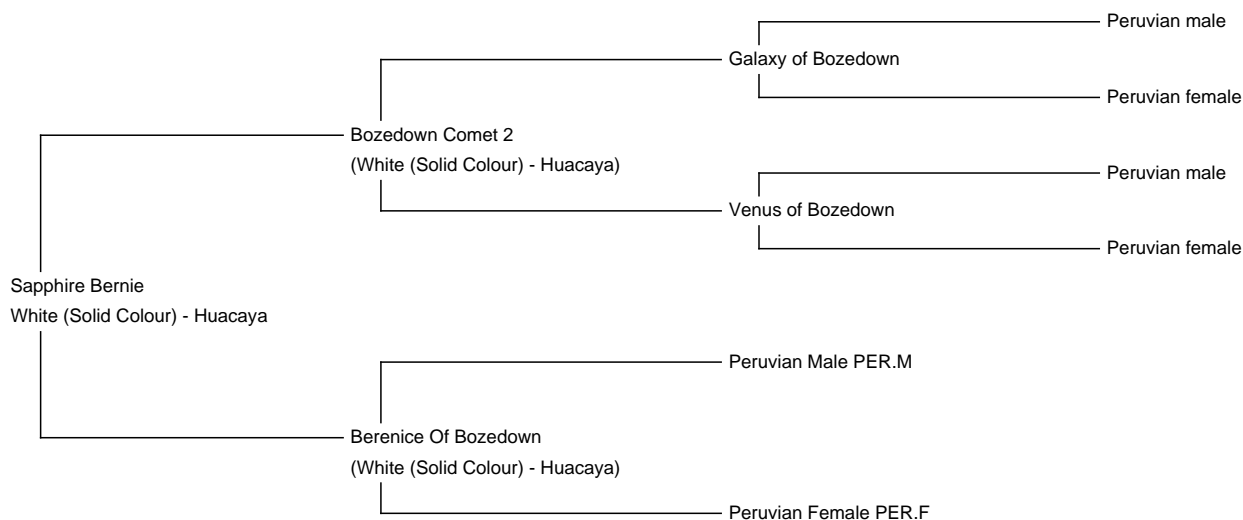 Peruvian male
Galaxy of Bozedown
Peruvian female
Bozedown Comet 2
(White (Solid Colour) - Huacaya)
Peruvian male
Venus of Bozedown
Peruvian female
Sapphire Bernie
White (Solid Colour) - Huacaya
Peruvian Male PER.M
Berenice Of Bozedown
(White (Solid Colour) - Huacaya)
Peruvian Female PER.F